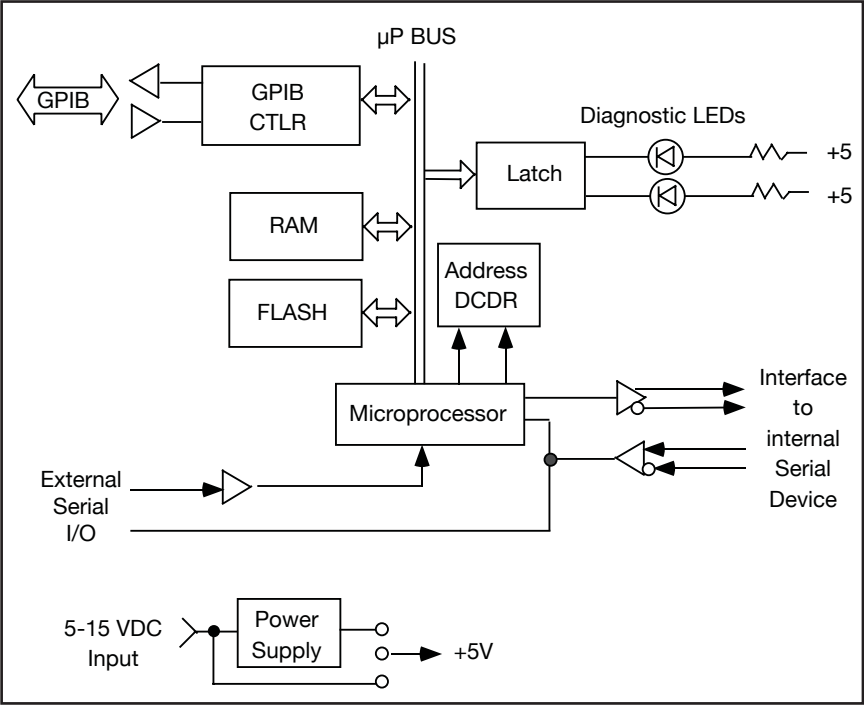 µP BUS
GPIB
GPIB
CTLR
Diagnostic LEDs
Latch
+5
+5
RAM
Address
DCDR
FLASH
Microprocessor
Interface
to
internal
Serial
Device
External
Serial
I/O
5-15 VDC
Input
Power
Supply
+5V